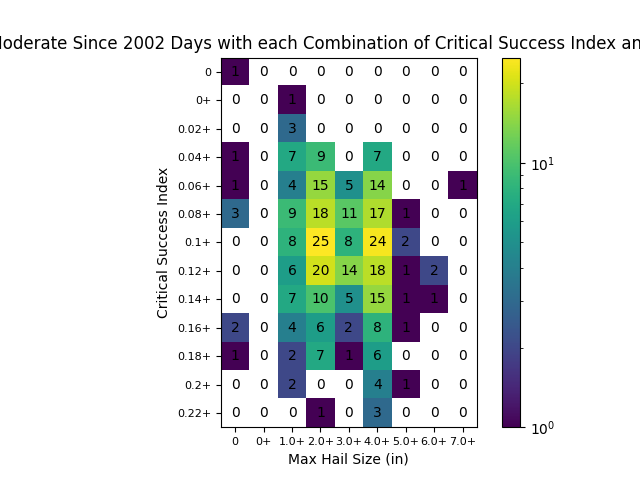 Moderate Since 2002 Days with each Combination of Critical Success Index an
0 1 0 0 0 0 0 0 0 0
0+ 0 0 1 0 0 0 0 0 0
0.02+ 0 0 3 0 0 0 0 0 0
0.04+ 1 0 7 9 0 7 0 0 0
0.06+ 1 0 4 15 5 14 0 0 1
0.08+ 3 0 9 18 11 17 1 0 0
0.1+ 0 0 8 25 8 24 2 0 0
0.12+ 0 0 6 20 14 18 1 2 0
0.14+ 0 0 7 10 5 15 1 1 0
0.16+ 2 0 4 6 2 8 1 0 0
0.18+ 1 0 2 7 1 6 0 0 0
0.2+ 0 0 2 0 0 4 1 0 0
0.22+ 0 0 0 1 0 3 0 0 0
0 0+ 1.0+ 2.0+ 3.0+ 4.0+ 5.0+ 6.0+ 7.0+
Max Hail Size (in)
Critical Success Index
10¹
10⁰